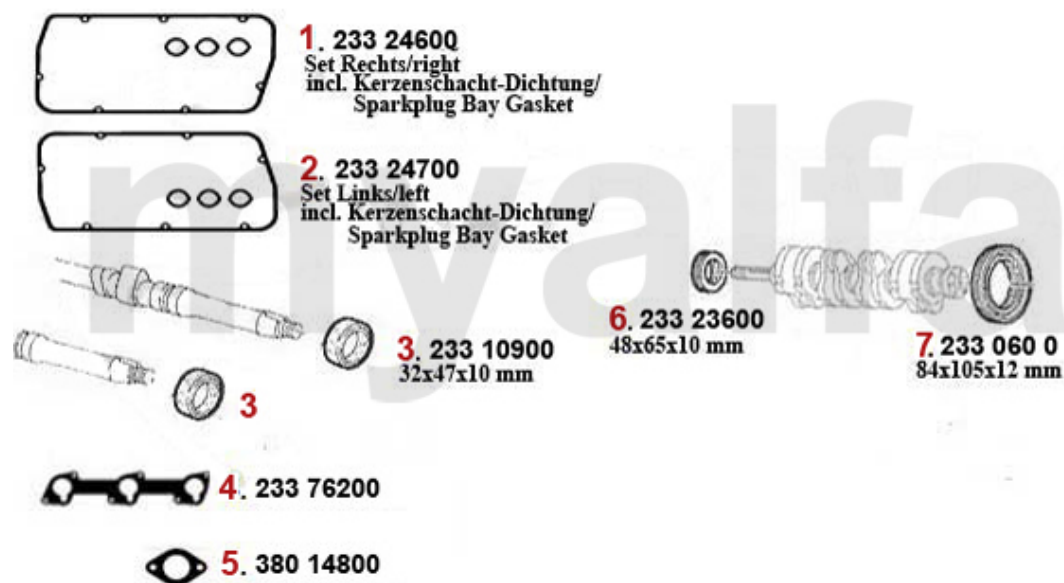 1. 233 24600
Set Rechts/right
incl. Kerzenschacht-Dichtung/
Sparkplug Bay Gasket
2. 233 24700
Set Links/left
incl. Kerzenschacht-Dichtung/
Sparkplug Bay Gasket
myalfa
6. 233 23600
48x65x10 mm
7. 233 060 0
84x105x12 mm
3. 233 10900
32x47x10 mm
3
4. 233 76200
5. 380 14800